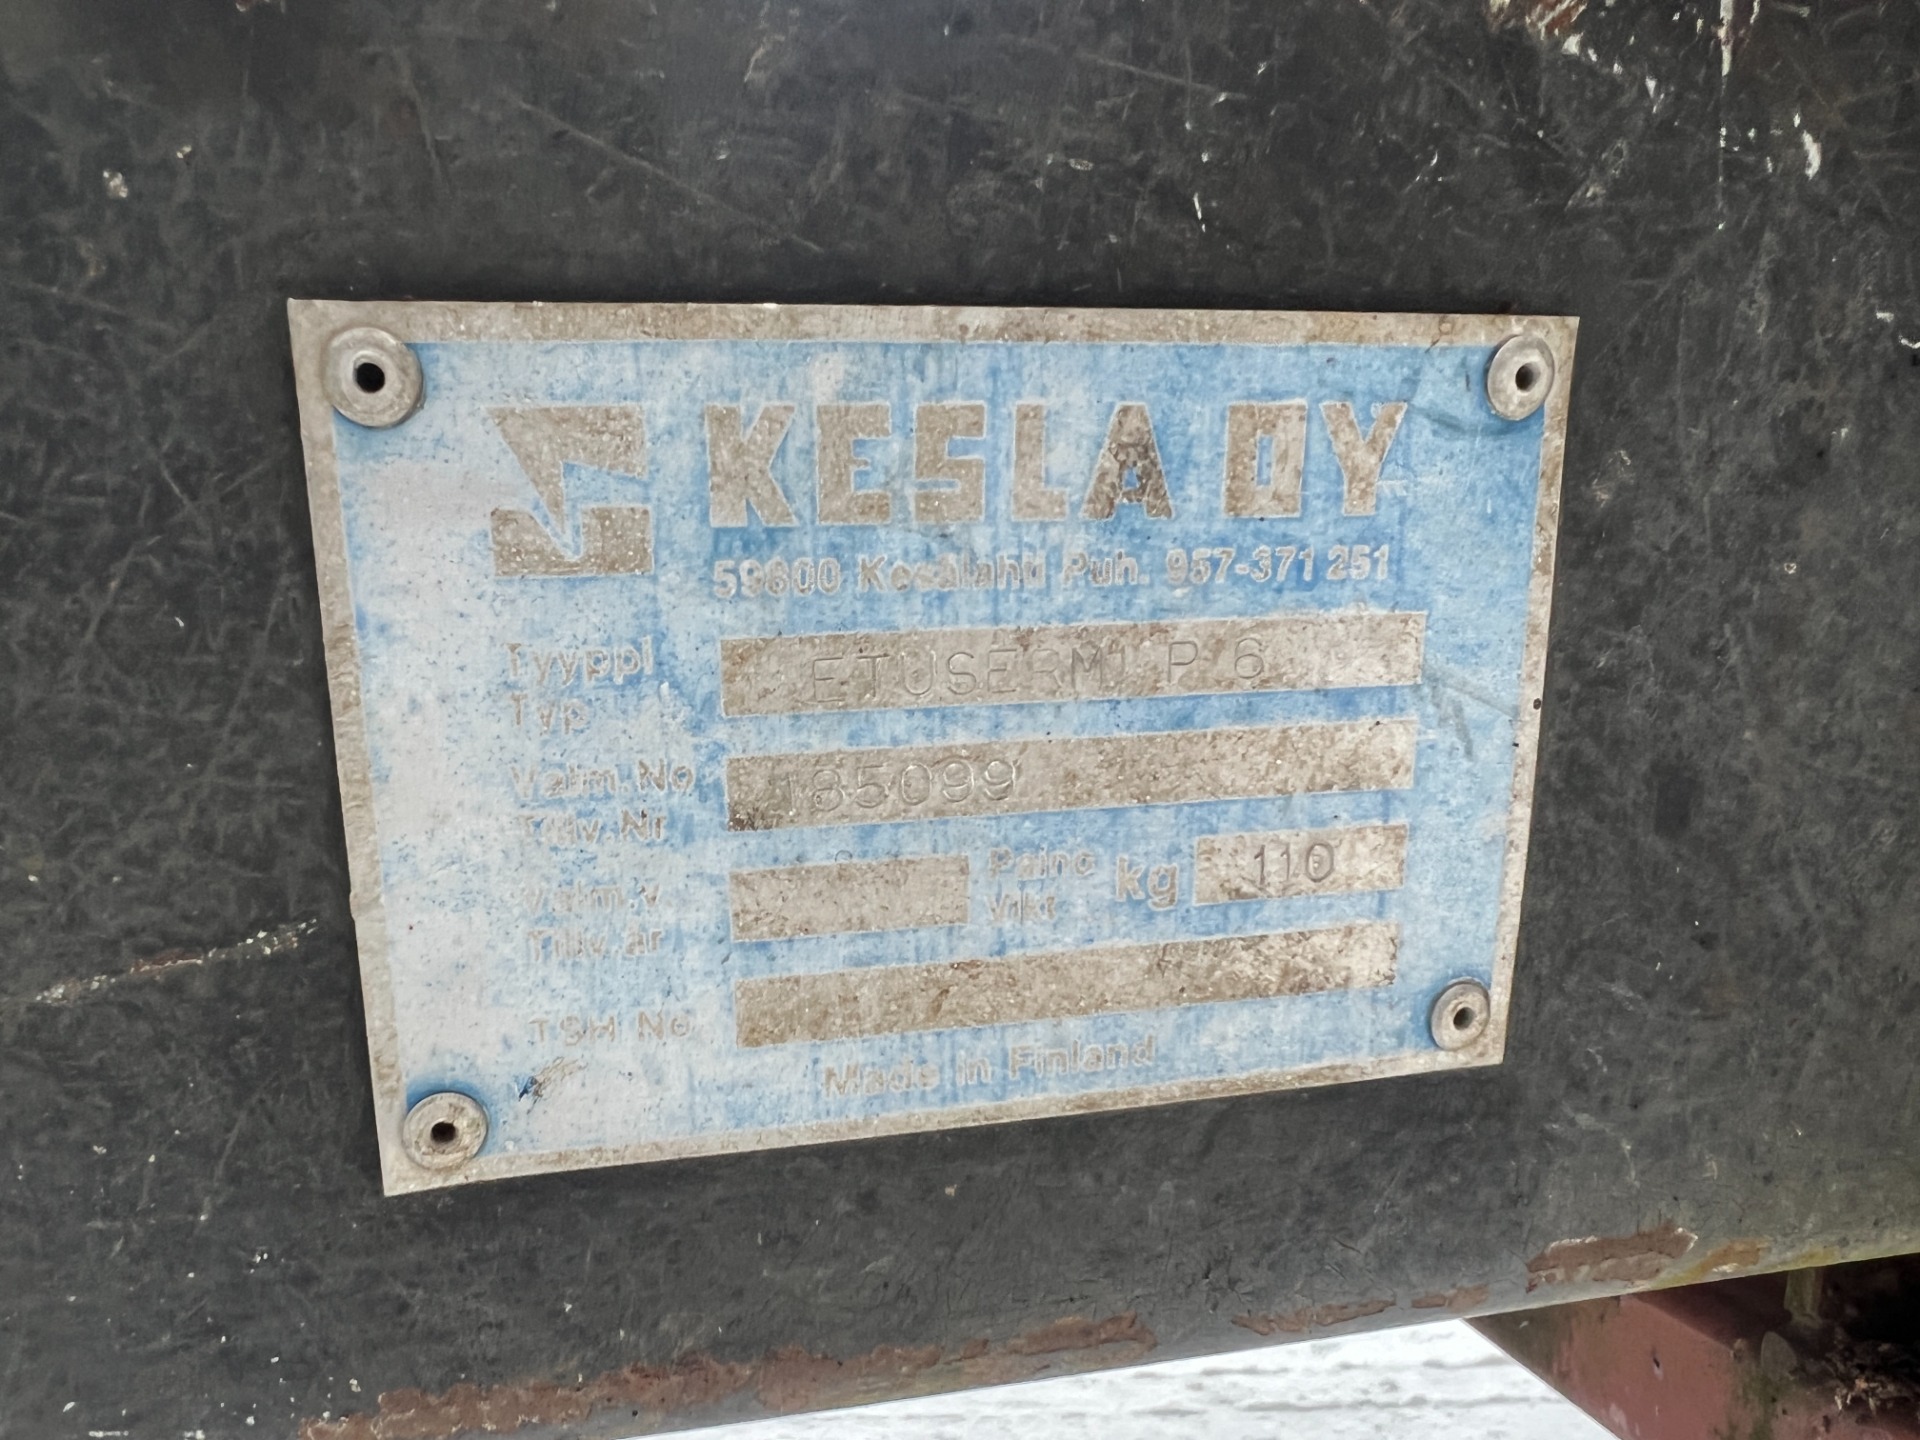 KESLA OY
59800 Kesälahti Puh. 957-371 251
Tyyppi ETUSERMI P 6
Typ
Valm.No 185099
Tillv.Nr
Valm.v Paino kg 110
Tillv.år Vikt
TSH No
Made in Finland